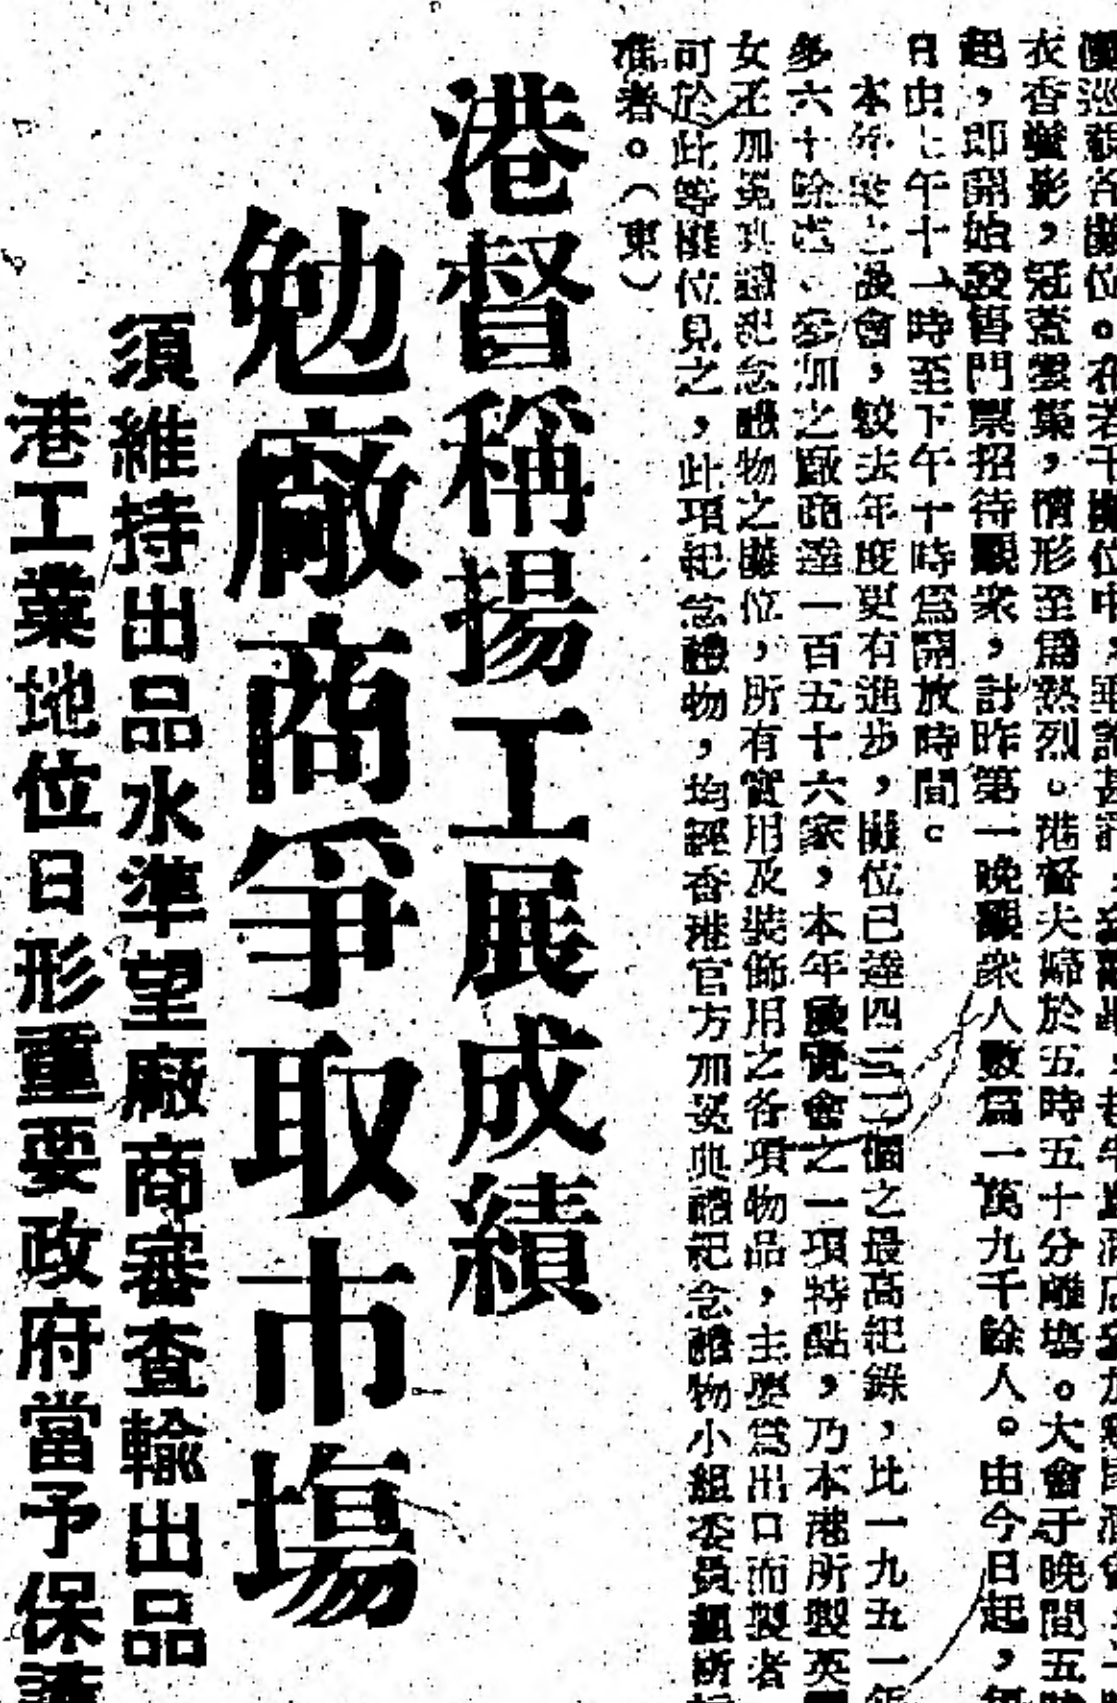 巡視各攤位。在若干攤位中，
衣香鬢影，冠蓋雲集，情形至爲熱烈。港督夫婦於五時五十分離塲。大會于晚間五時
起，即開始發售門票招待觀衆，計昨第一晚觀衆人數爲一萬九千餘人。由今日起，每
日由上午十一時至下午十時爲開放時間。
本年度之展會，較去年度更有進步，攤位已達四三三個之最高紀錄，比一九五一年
多六十餘，參加之廠商達一百五十六家，本年展覽會之一項特點，乃本港所製英
女王加冕典禮紀念禮物之攤位，所有實用及裝飾用之各項物品，主要爲出口而製者
可於此等攤位見之，此項紀念禮物，均經香港官方加冕典禮紀念禮物小組委員組所
准者。（東）
港督稱揚工展成績
勉廠商爭取市塲
須維持出品水準望廠商審查輸出品
港工業地位日形重要政府當予保護